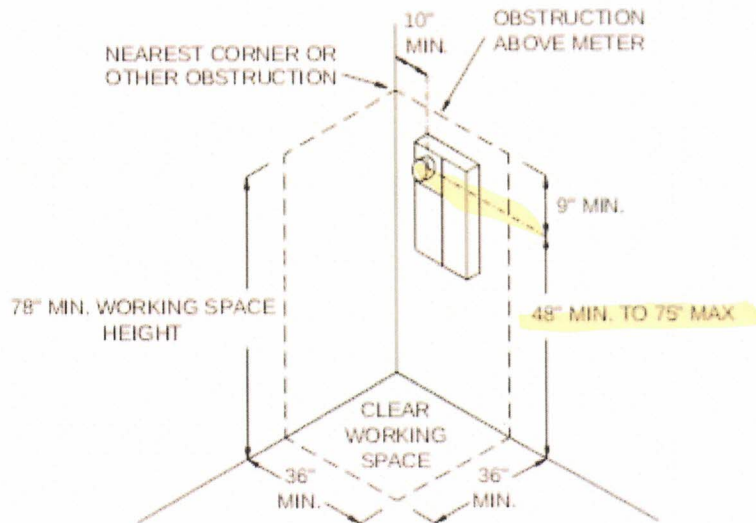 10" MIN.
OBSTRUCTION
ABOVE METER
NEAREST CORNER OR
OTHER OBSTRUCTION
9" MIN.
78" MIN. WORKING SPACE
HEIGHT
48" MIN. TO 75" MAX
CLEAR
WORKING
SPACE
36"
MIN.
36"
MIN.